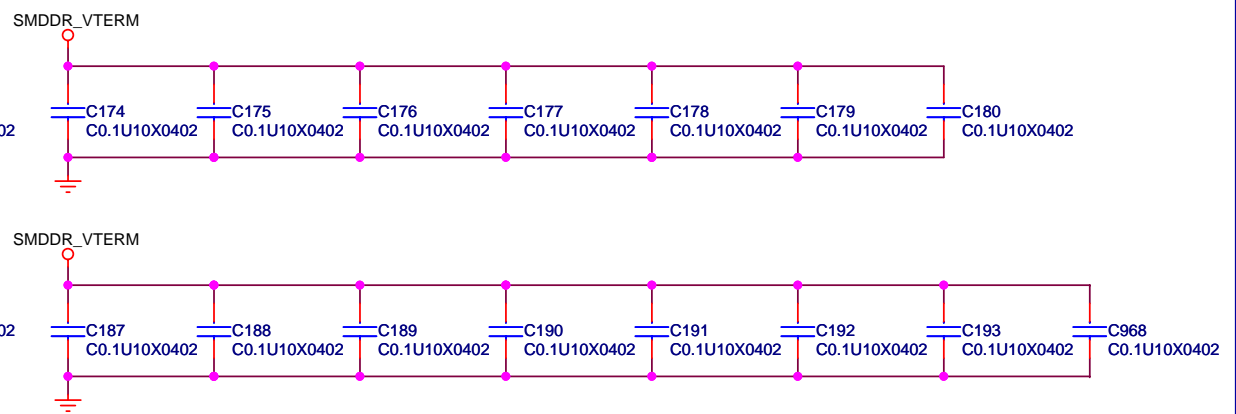 SMDDR_VTERM
C174 C175 C176 C177 C178 C179 C180
02 C0.1U10X0402 C0.1U10X0402 C0.1U10X0402 C0.1U10X0402 C0.1U10X0402 C0.1U10X0402 C0.1U10X0402
SMDDR_VTERM
02 C187 C188 C189 C190 C191 C192 C193 C968
C0.1U10X0402 C0.1U10X0402 C0.1U10X0402 C0.1U10X0402 C0.1U10X0402 C0.1U10X0402 C0.1U10X0402 C0.1U10X0402